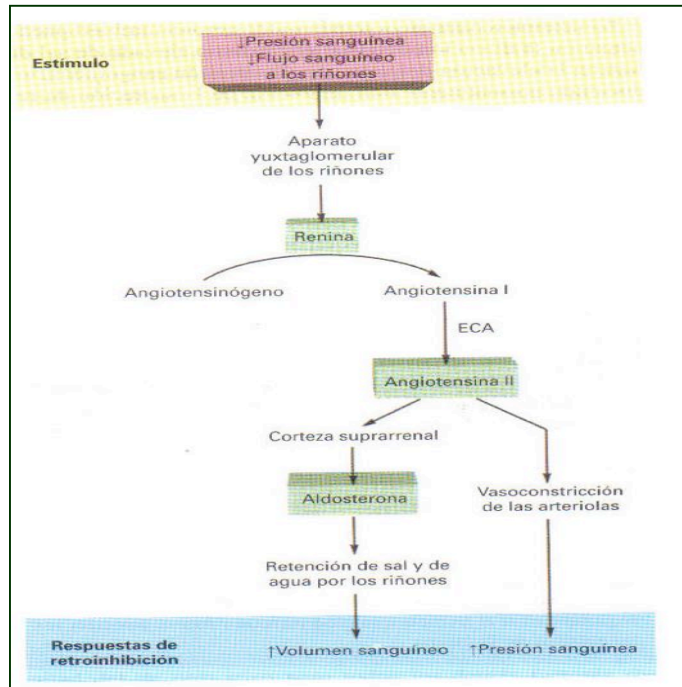 Estímulo
↓Presión sanguínea
↓Flujo sanguíneo
a los riñones
Aparato
yuxtaglomerular
de los riñones
Renina
Angiotensinógeno
Angiotensina I
ECA
Angiotensina II
Corteza suprarrenal
Aldosterona
Vasoconstricción
de las arteriolas
Retención de sal y de
agua por los riñones
Respuestas de
retroinhibición
↑Volumen sanguíneo
↑Presión sanguínea